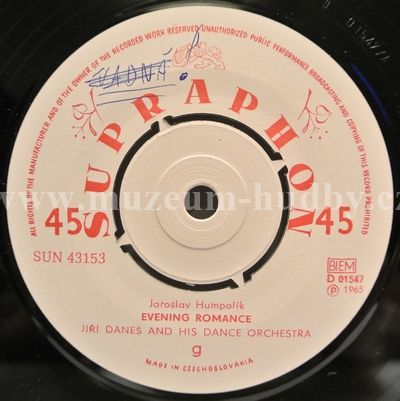 ALL RIGHTS OF THE MANUFACTURER AND OF THE OWNER OF THE RECORDED WORK RESERVED UNAUTHORIZED PUBLIC PERFORMANCE BROADCASTING AND COPYING OF THIS RECORD PROHIBITED
SUPRAPHON
45 45
www.muzeum-hudby.cz
SUN 43153
BIEM
D 01547
Ⓟ 1965
Jaroslav Humpolík
EVENING ROMANCE
JIŘI DANES AND HIS DANCE ORCHESTRA
g
MADE IN CZECHOSLOVAKIA